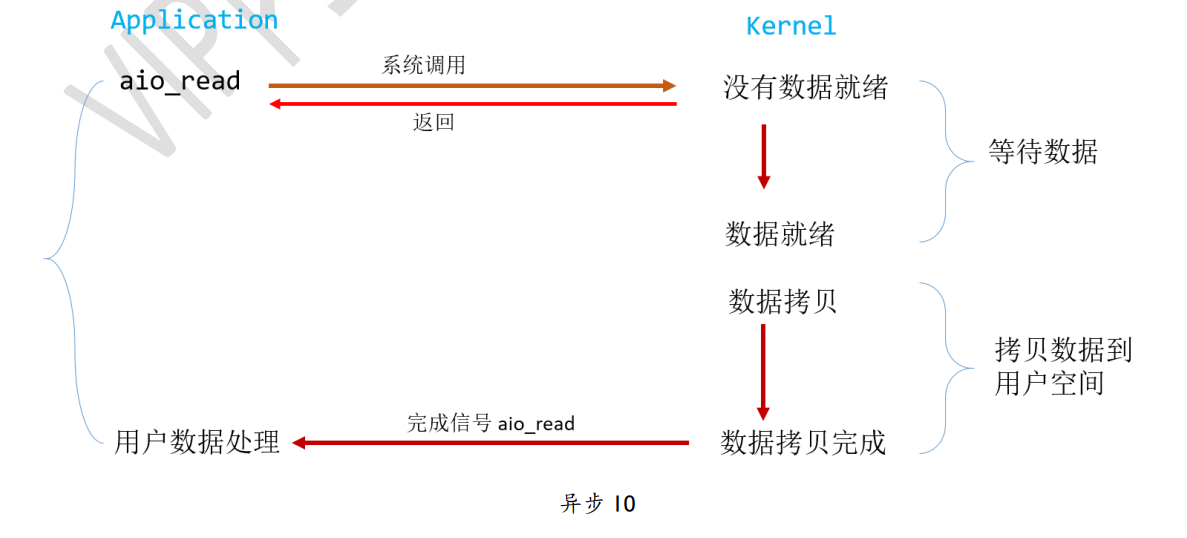 Application
Kernel
aio_read
系统调用
没有数据就绪
返回
等待数据
数据就绪
数据拷贝
拷贝数据到
用户空间
完成信号 aio_read
用户数据处理
数据拷贝完成
异步 IO